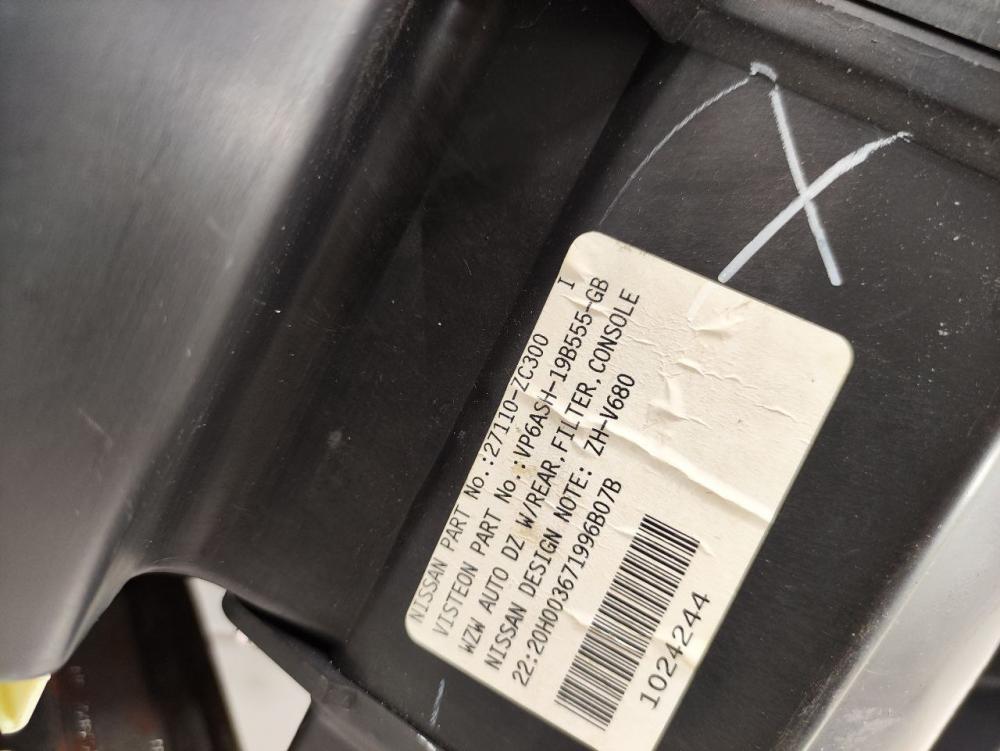 I
NISSAN PART No.:27110-ZC300
VISTEON PART No.:VP6ASH-19B555-GB
WZW AUTO DZ W/REAR,FILTER,CONSOLE
NISSAN DESIGN NOTE: ZH-V680
22:20H003671996B07B
1024244
X